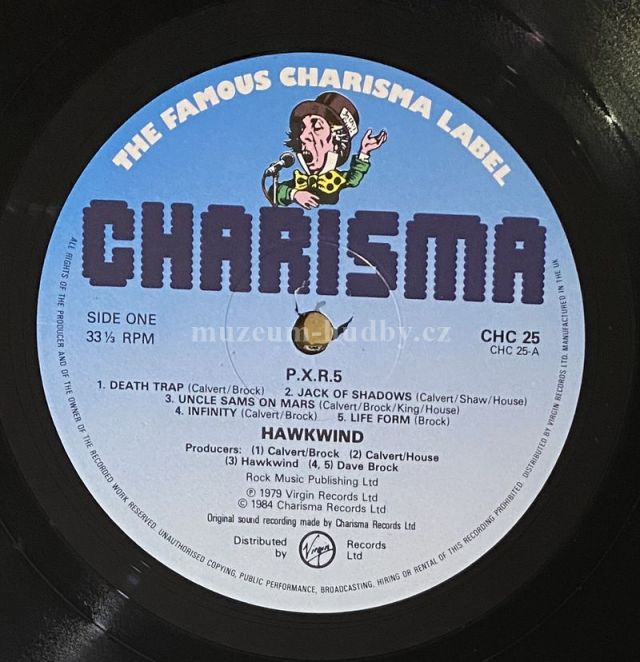 THE FAMOUS CHARISMA LABEL
CHARISMA
SIDE ONE
33⅓ RPM
CHC 25
CHC 25-A
muzeum-hudby.cz
P.X.R.5
1. DEATH TRAP (Calvert/Brock) 2. JACK OF SHADOWS (Calvert/Shaw/House)
3. UNCLE SAMS ON MARS (Calvert/Brock/King/House)
4. INFINITY (Calvert/Brock) 5. LIFE FORM (Brock)
HAWKWIND
Producers: (1) Calvert/Brock (2) Calvert/House
(3) Hawkwind (4, 5) Dave Brock
Rock Music Publishing Ltd
℗ 1979 Virgin Records Ltd
© 1984 Charisma Records Ltd
Original sound recording made by Charisma Records Ltd
Distributed by Virgin Records Ltd
ALL RIGHTS OF THE PRODUCER AND OF THE OWNER OF THE RECORDED WORK RESERVED. UNAUTHORISED COPYING, PUBLIC PERFORMANCE, BROADCASTING, HIRING OR RENTAL OF THIS RECORDING PROHIBITED. DISTRIBUTED BY VIRGIN RECORDS LTD. MANUFACTURED IN THE UK